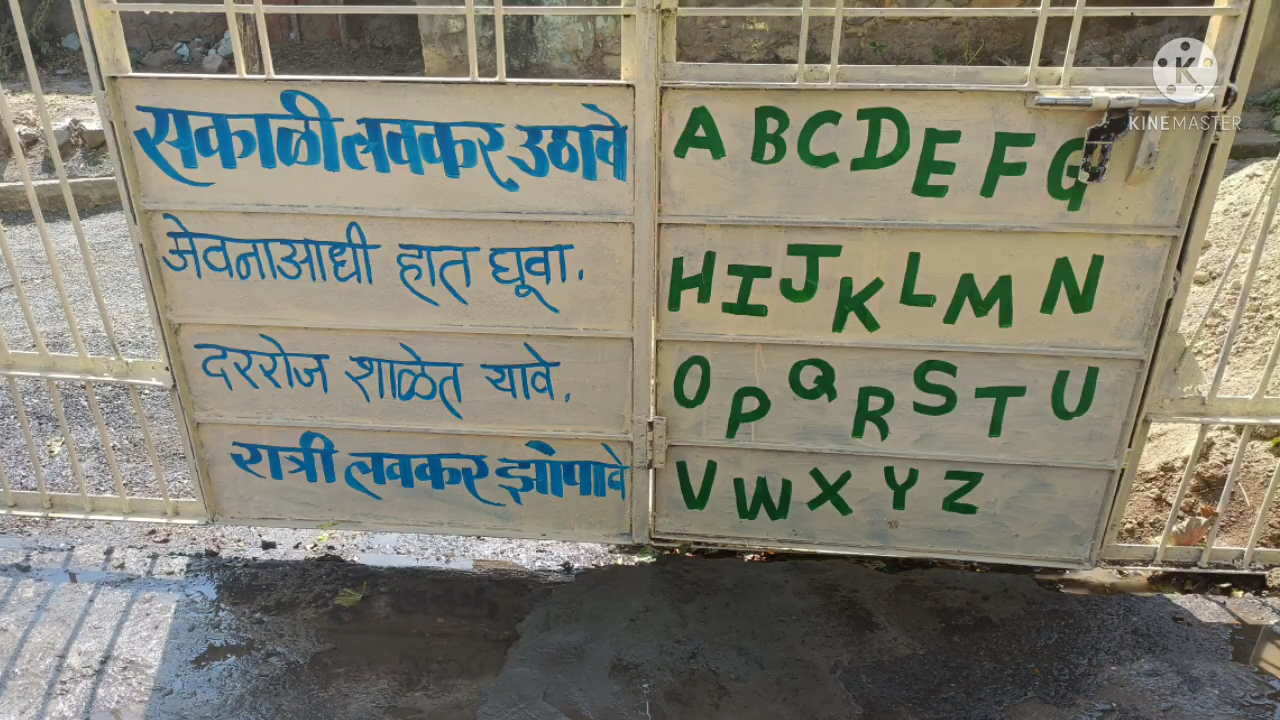 सकाळी लवकर उठावे
जेवनाआधी हात घूवा.
दररोज शाळेत यावे.
रात्री लवकर झोपावे
A B C D E F G
H I J K L M N
O P Q R S T U
V W X Y Z
KINEMASTER